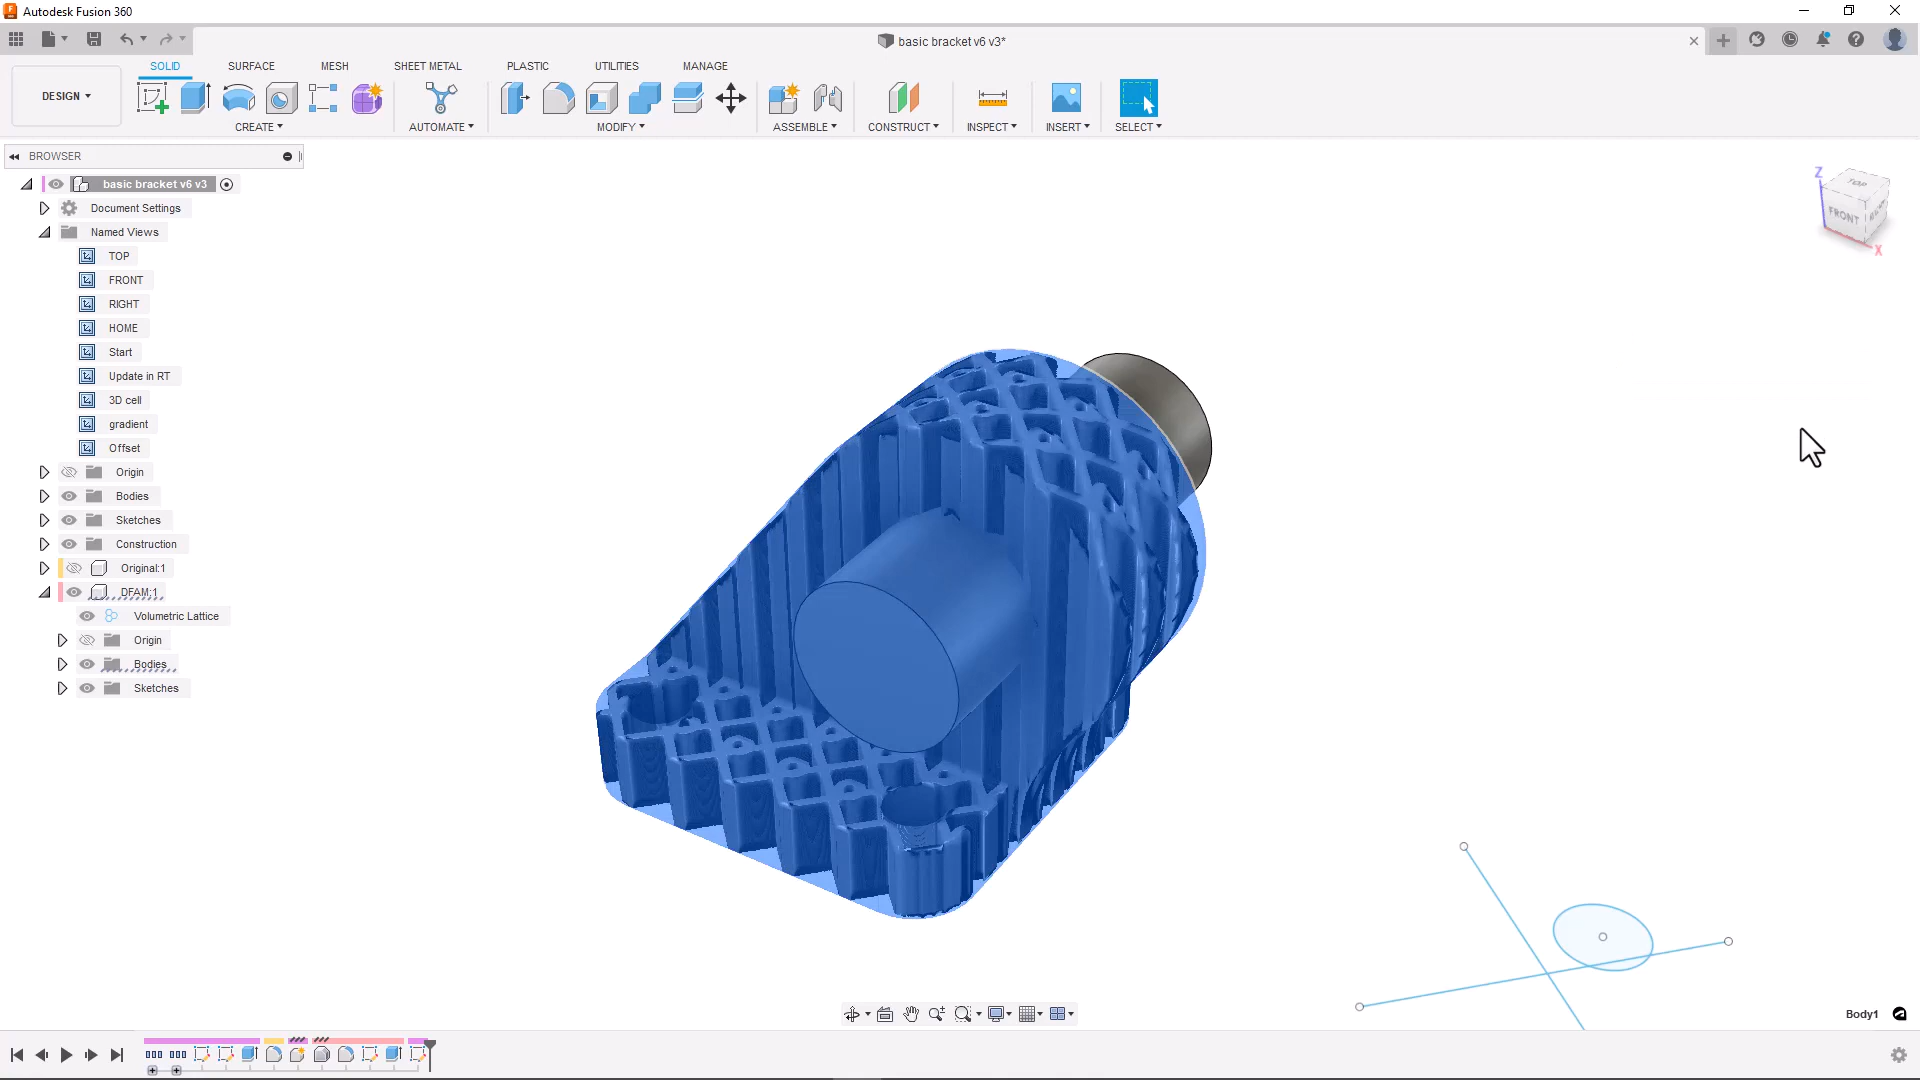 Autodesk Fusion 360
basic bracket v6 v3*
DESIGN
SOLID
SURFACE
MESH
SHEET METAL
PLASTIC
UTILITIES
MANAGE
CREATE
AUTOMATE
MODIFY
ASSEMBLE
CONSTRUCT
INSPECT
INSERT
SELECT
BROWSER
basic bracket v6 v3
Document Settings
Named Views
TOP
FRONT
RIGHT
HOME
Start
Update in RT
3D cell
gradient
Offset
Origin
Bodies
Sketches
Construction
Original:1
DFAM:1
Volumetric Lattice
Origin
Bodies
Sketches
Z
TOP
FRONT
X
Body1